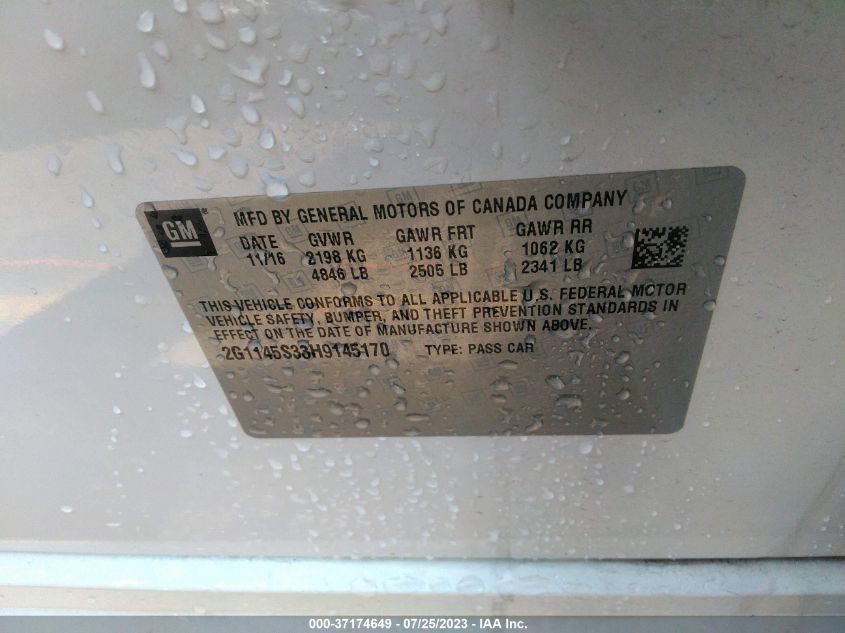 GM
MFD BY GENERAL MOTORS OF CANADA COMPANY
DATE GVWR GAWR FRT GAWR RR
11/16 2198 KG 1136 KG 1062 KG
4846 LB 2505 LB 2341 LB
THIS VEHICLE CONFORMS TO ALL APPLICABLE U.S. FEDERAL MOTOR
VEHICLE SAFETY, BUMPER, AND THEFT PREVENTION STANDARDS IN
EFFECT ON THE DATE OF MANUFACTURE SHOWN ABOVE.
2G1145S33H9145170 TYPE: PASS CAR
000-37174649 - 07/25/2023 - IAA Inc.